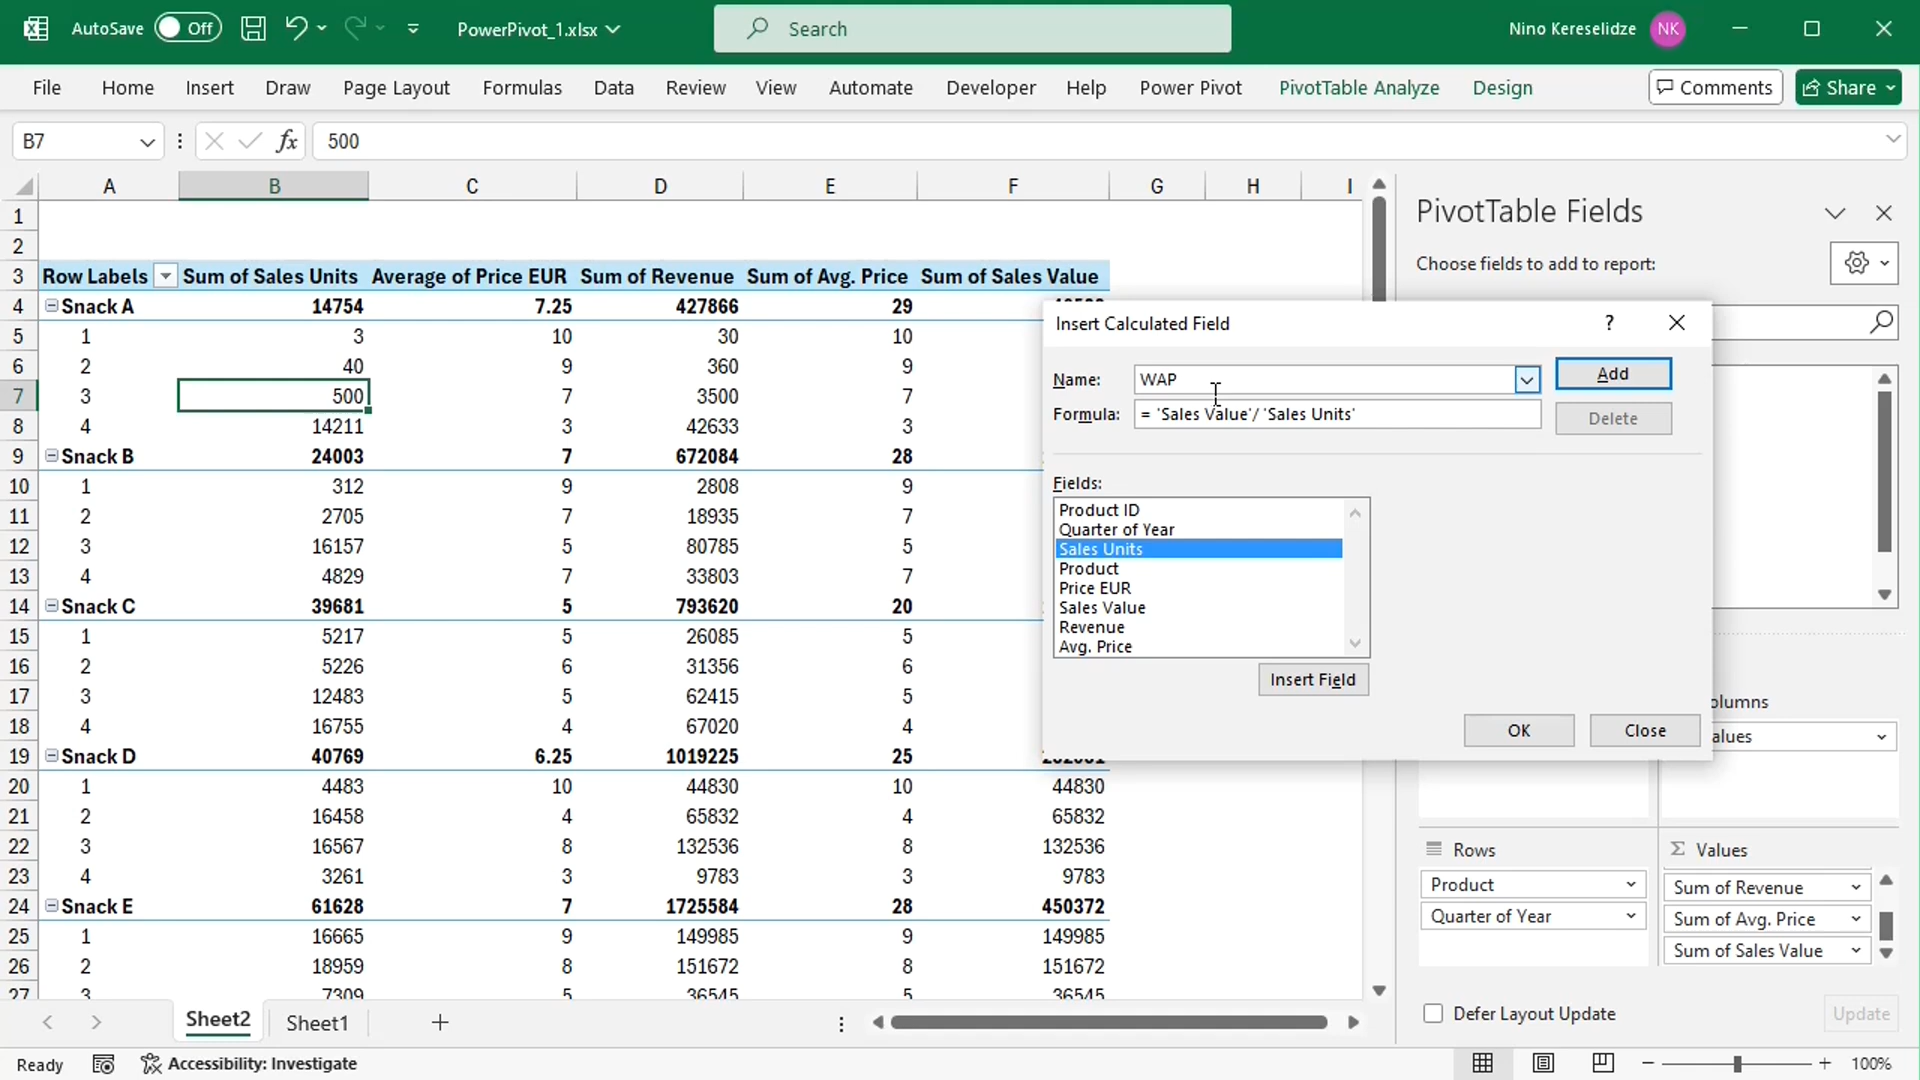 AutoSave Off PowerPivot_1.xlsx Search Nino Kereselidze NK
File Home Insert Draw Page Layout Formulas Data Review View Automate Developer Help Power Pivot PivotTable Analyze Design Comments Share
B7 fx 500
A B C D E F G H I
1
2
3 Row Labels Sum of Sales Units Average of Price EUR Sum of Revenue Sum of Avg. Price Sum of Sales Value
4 Snack A 14754 7.25 427866 29
5 1 3 10 30 10
6 2 40 9 360 9
7 3 500 7 3500 7
8 4 14211 3 42633 3
9 Snack B 24003 7 672084 28
10 1 312 9 2808 9
11 2 2705 7 18935 7
12 3 16157 5 80785 5
13 4 4829 7 33803 7
14 Snack C 39681 5 793620 20
15 1 5217 5 26085 5
16 2 5226 6 31356 6
17 3 12483 5 62415 5
18 4 16755 4 67020 4
19 Snack D 40769 6.25 1019225 25
20 1 4483 10 44830 10 44830
21 2 16458 4 65832 4 65832
22 3 16567 8 132536 8 132536
23 4 3261 3 9783 3 9783
24 Snack E 61628 7 1725584 28 450372
25 1 16665 9 149985 9 149985
26 2 18959 8 151672 8 151672
27 3 7309 5 36545 5 36545
Insert Calculated Field ?
Name: WAP Add
Formula: = 'Sales Value'/ 'Sales Units' Delete
Fields:
Product ID
Quarter of Year
Sales Units
Product
Price EUR
Sales Value
Revenue
Avg. Price
Insert Field
OK Close
PivotTable Fields
Choose fields to add to report:
olumns
alues
Rows
Product
Quarter of Year
Σ Values
Sum of Revenue
Sum of Avg. Price
Sum of Sales Value
Defer Layout Update Update
Sheet2 Sheet1
Ready Accessibility: Investigate 100%